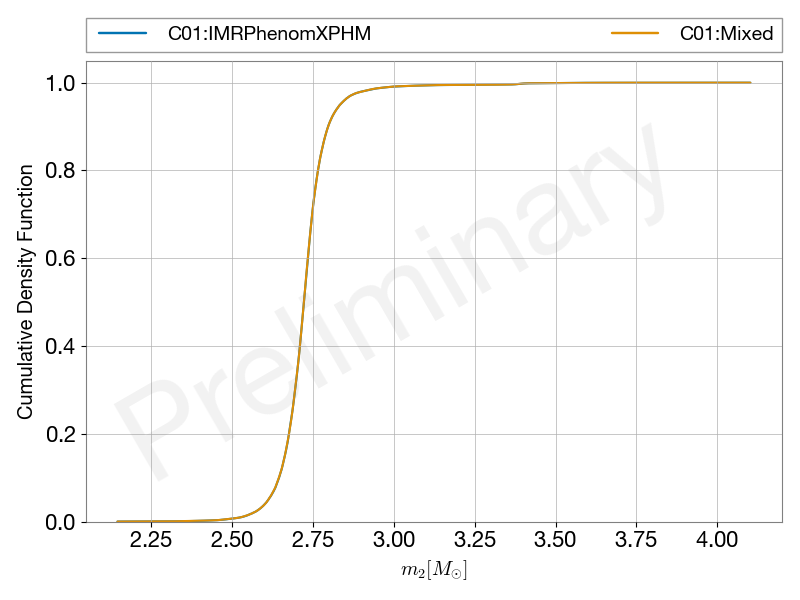 C01:IMRPhenomXPHM C01:Mixed
1.0
0.8
0.6
0.4
0.2
0.0
Cumulative Density Function
Preliminary
2.25 2.50 2.75 3.00 3.25 3.50 3.75 4.00
m₂[M☉]